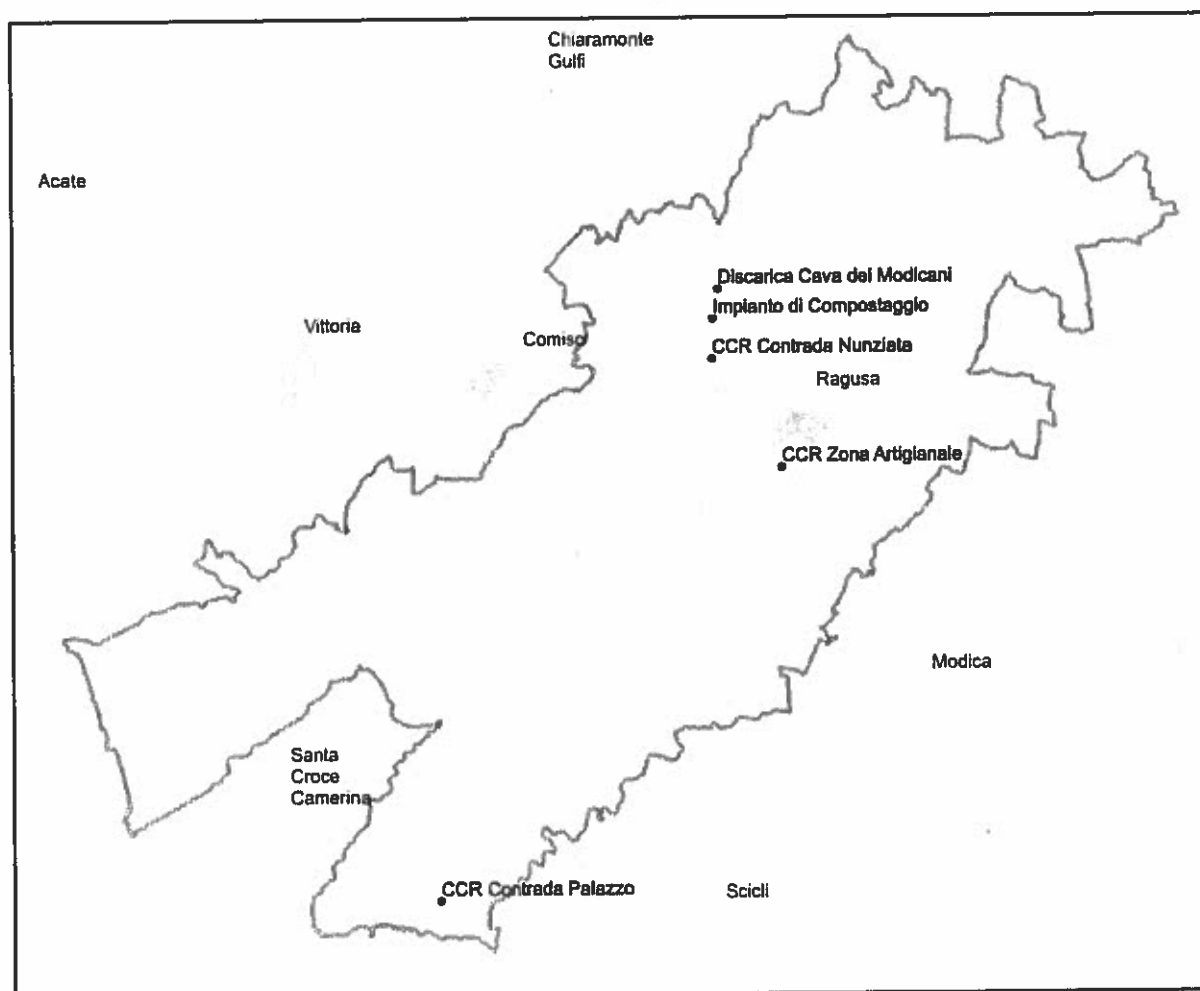 Chiaramonte
Gulfi
Acate
Discarica Cava dei Modicani
Impianto di Compostaggio
Vittoria
Comiso
CCR Contrada Nunziata
Ragusa
CCR Zona Artigianale
Modica
Santa
Croce
Camerina
CCR Contrada Palazzo
Scicli